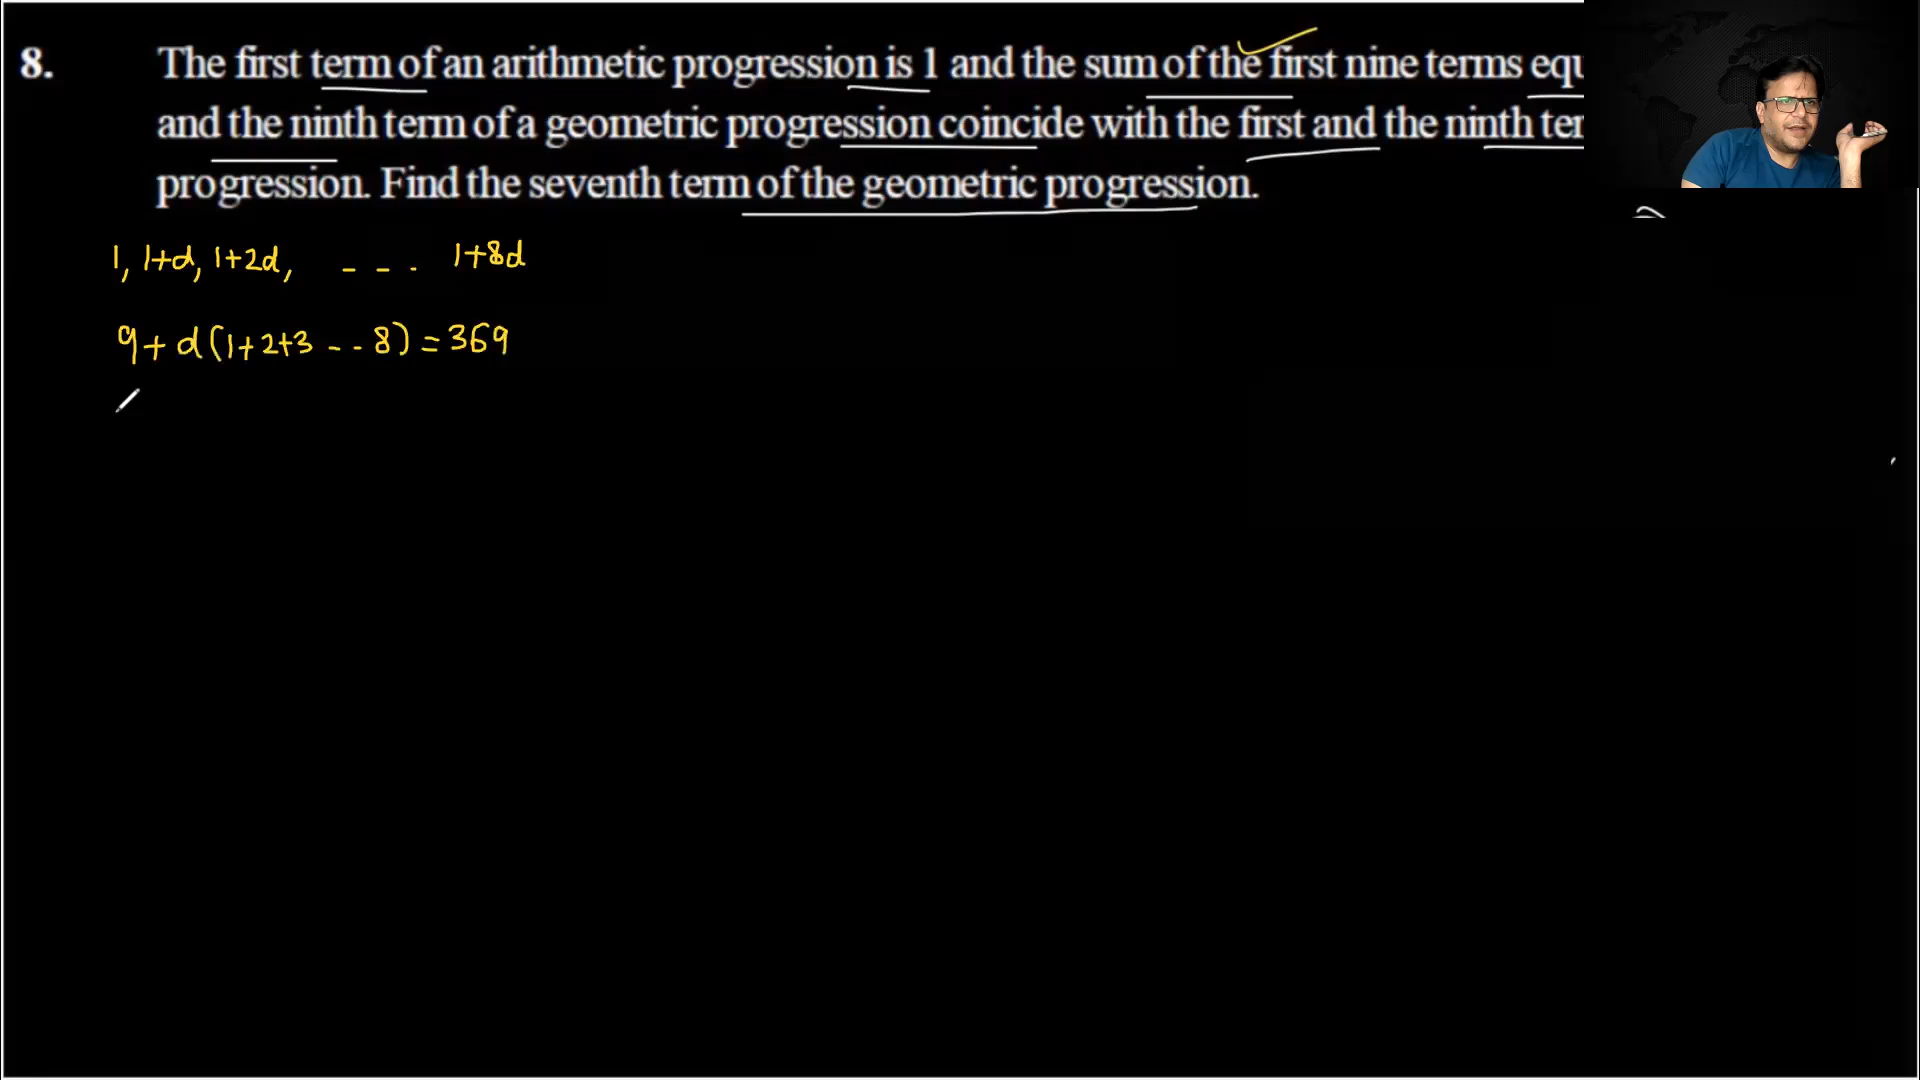 8. The first term of an arithmetic progression is 1 and the sum of the first nine terms equ
and the ninth term of a geometric progression coincide with the first and the ninth ter
progression. Find the seventh term of the geometric progression.
1, 1+d, 1+2d, - - . 1+8d
9+ d(1+2+3 - - 8) = 369